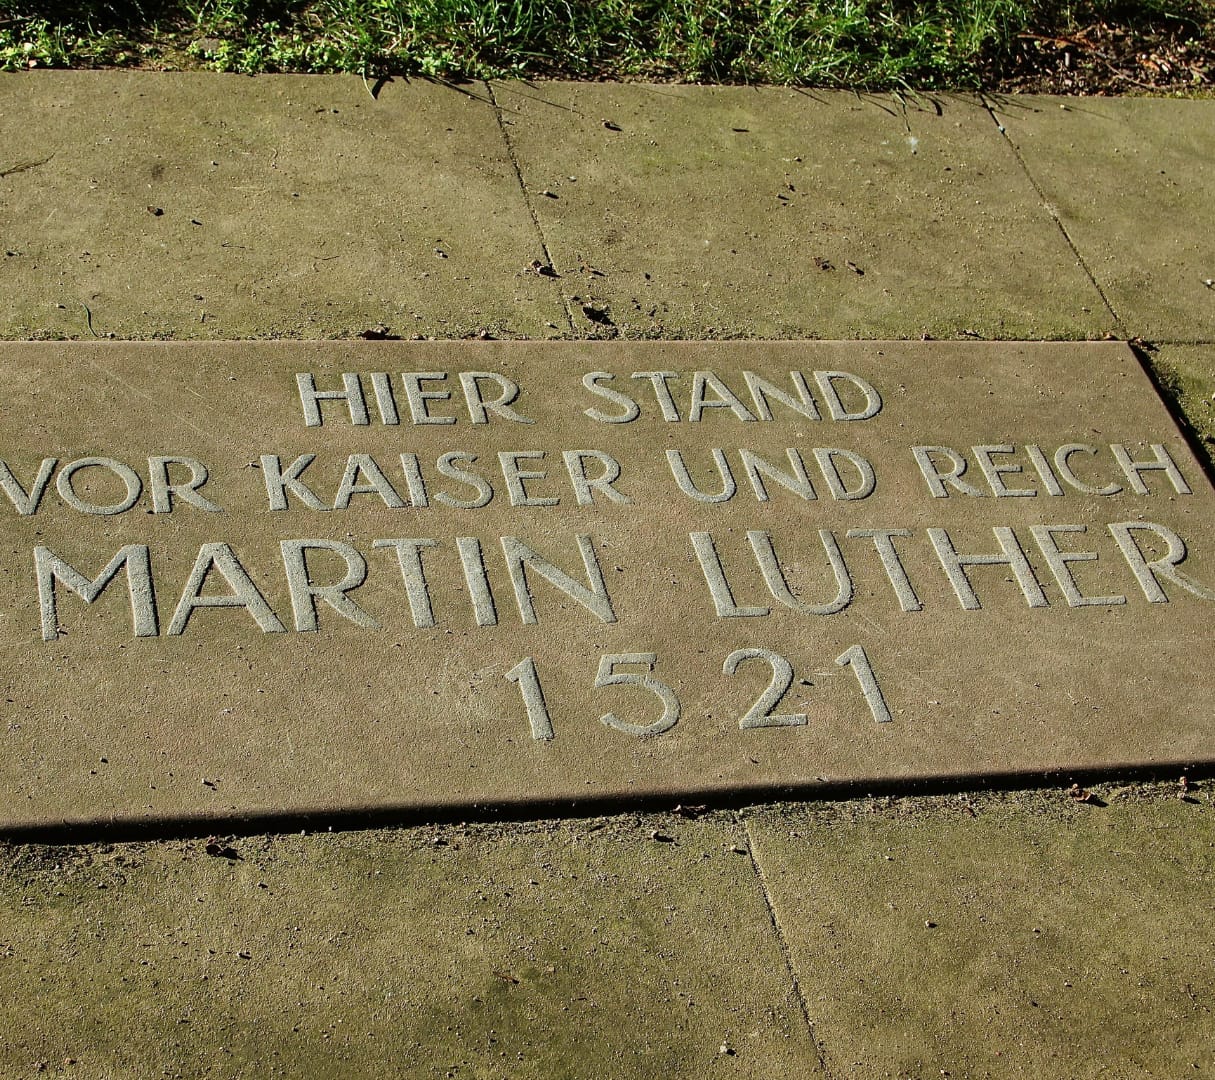 HIER STAND
VOR KAISER UND REICH
MARTIN LUTHER
1521